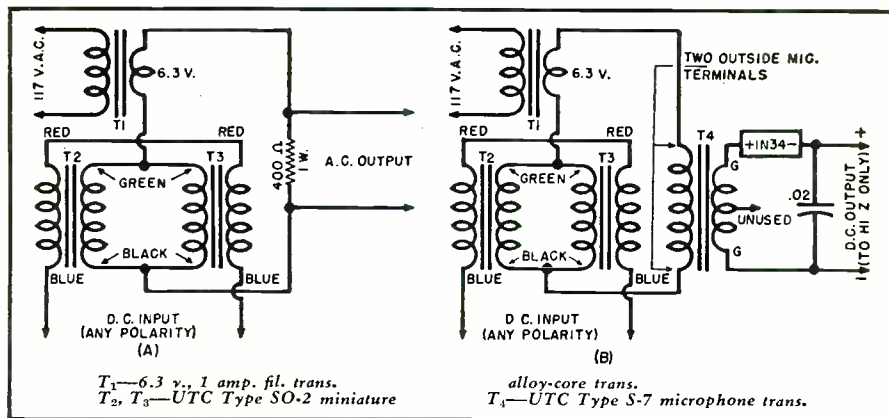 117 V.A.C.
T1
6.3 V.
RED
RED
T2
T3
GREEN
BLACK
BLUE
BLUE
400 Ω
1 W.
A.C. OUTPUT
D.C. INPUT
(ANY POLARITY)
(A)
117 V.A.C.
T1
6.3 V.
TWO OUTSIDE MIC.
TERMINALS
RED
RED
T2
T3
GREEN
BLACK
BLUE
BLUE
T4
G
UNUSED
G
+IN34-
.02
+
D.C. OUTPUT
(TO HI Z ONLY)
D.C. INPUT
(ANY POLARITY)
(B)
T1—6.3 v., 1 amp. fil. trans.
T2, T3—UTC Type SO-2 miniature
alloy-core trans.
T4—UTC Type S-7 microphone trans.